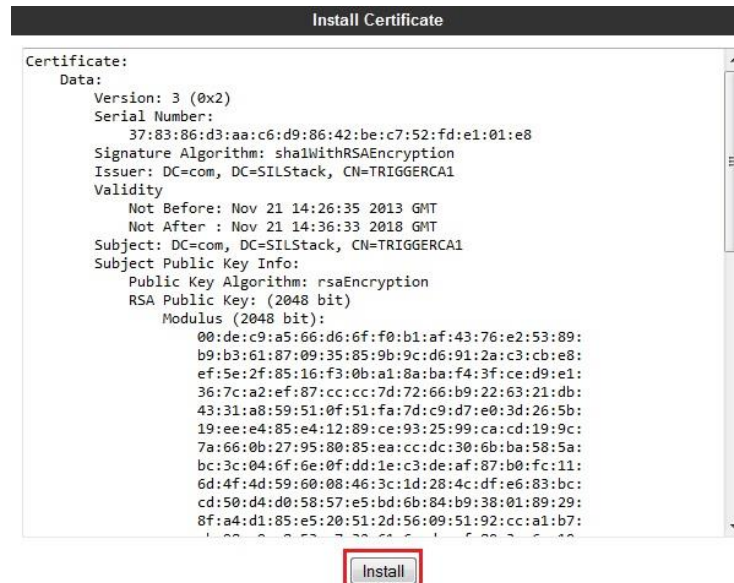 Install Certificate
Certificate:
Data:
Version: 3 (0x2)
Serial Number:
37:83:86:d3:aa:c6:d9:86:42:be:c7:52:fd:e1:01:e8
Signature Algorithm: sha1WithRSAEncryption
Issuer: DC=com, DC=SILStack, CN=TRIGGERCA1
Validity
Not Before: Nov 21 14:26:35 2013 GMT
Not After : Nov 21 14:36:33 2018 GMT
Subject: DC=com, DC=SILStack, CN=TRIGGERCA1
Subject Public Key Info:
Public Key Algorithm: rsaEncryption
RSA Public Key: (2048 bit)
Modulus (2048 bit):
00:de:c9:a5:66:d6:6f:f0:b1:af:43:76:e2:53:89:
b9:b3:61:87:09:35:85:9b:9c:d6:91:2a:c3:cb:e8:
ef:5e:2f:85:16:f3:0b:a1:8a:ba:f4:3f:ce:d9:e1:
36:7c:a2:ef:87:cc:cc:7d:72:66:b9:22:63:21:db:
43:31:a8:59:51:0f:51:fa:7d:c9:d7:e0:3d:26:5b:
19:ee:e4:85:e4:12:89:ce:93:25:99:ca:cd:19:9c:
7a:66:0b:27:95:80:85:ea:cc:dc:30:6b:ba:58:5a:
bc:3c:04:6f:6e:0f:dd:1e:c3:de:af:87:b0:fc:11:
6d:4f:4d:59:60:08:46:3c:1d:28:4c:df:e6:83:bc:
cd:50:d4:d0:58:57:e5:bd:6b:84:b9:38:01:89:29:
8f:a4:d1:85:e5:20:51:2d:56:09:51:92:cc:a1:b7:
Install